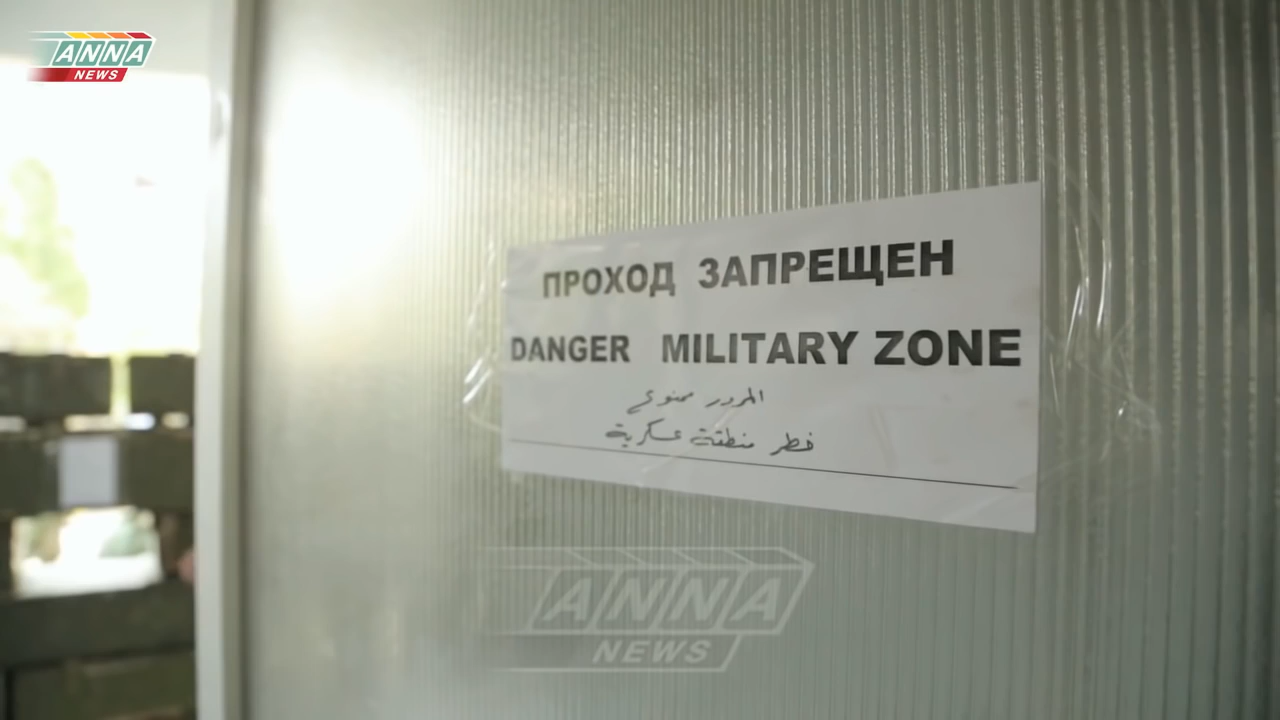 ANNA
NEWS
ПРОХОД ЗАПРЕЩЕН
DANGER MILITARY ZONE
المرور ممنوع
خطر منطقة عسكرية
ANNA
NEWS